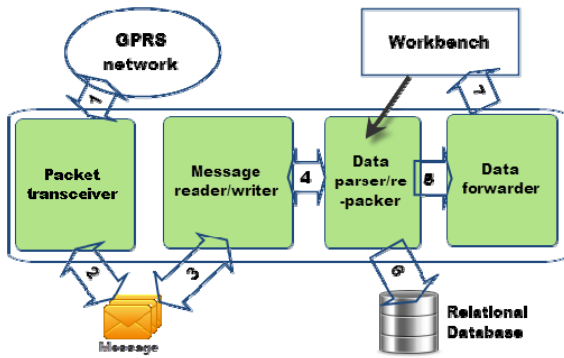 GPRS
network
Workbench
1
7
Packet
transceiver
Message
reader/writer
4
Data
parser/re
-packer
5
Data
forwarder
2
3
6
Message
Relational
Database